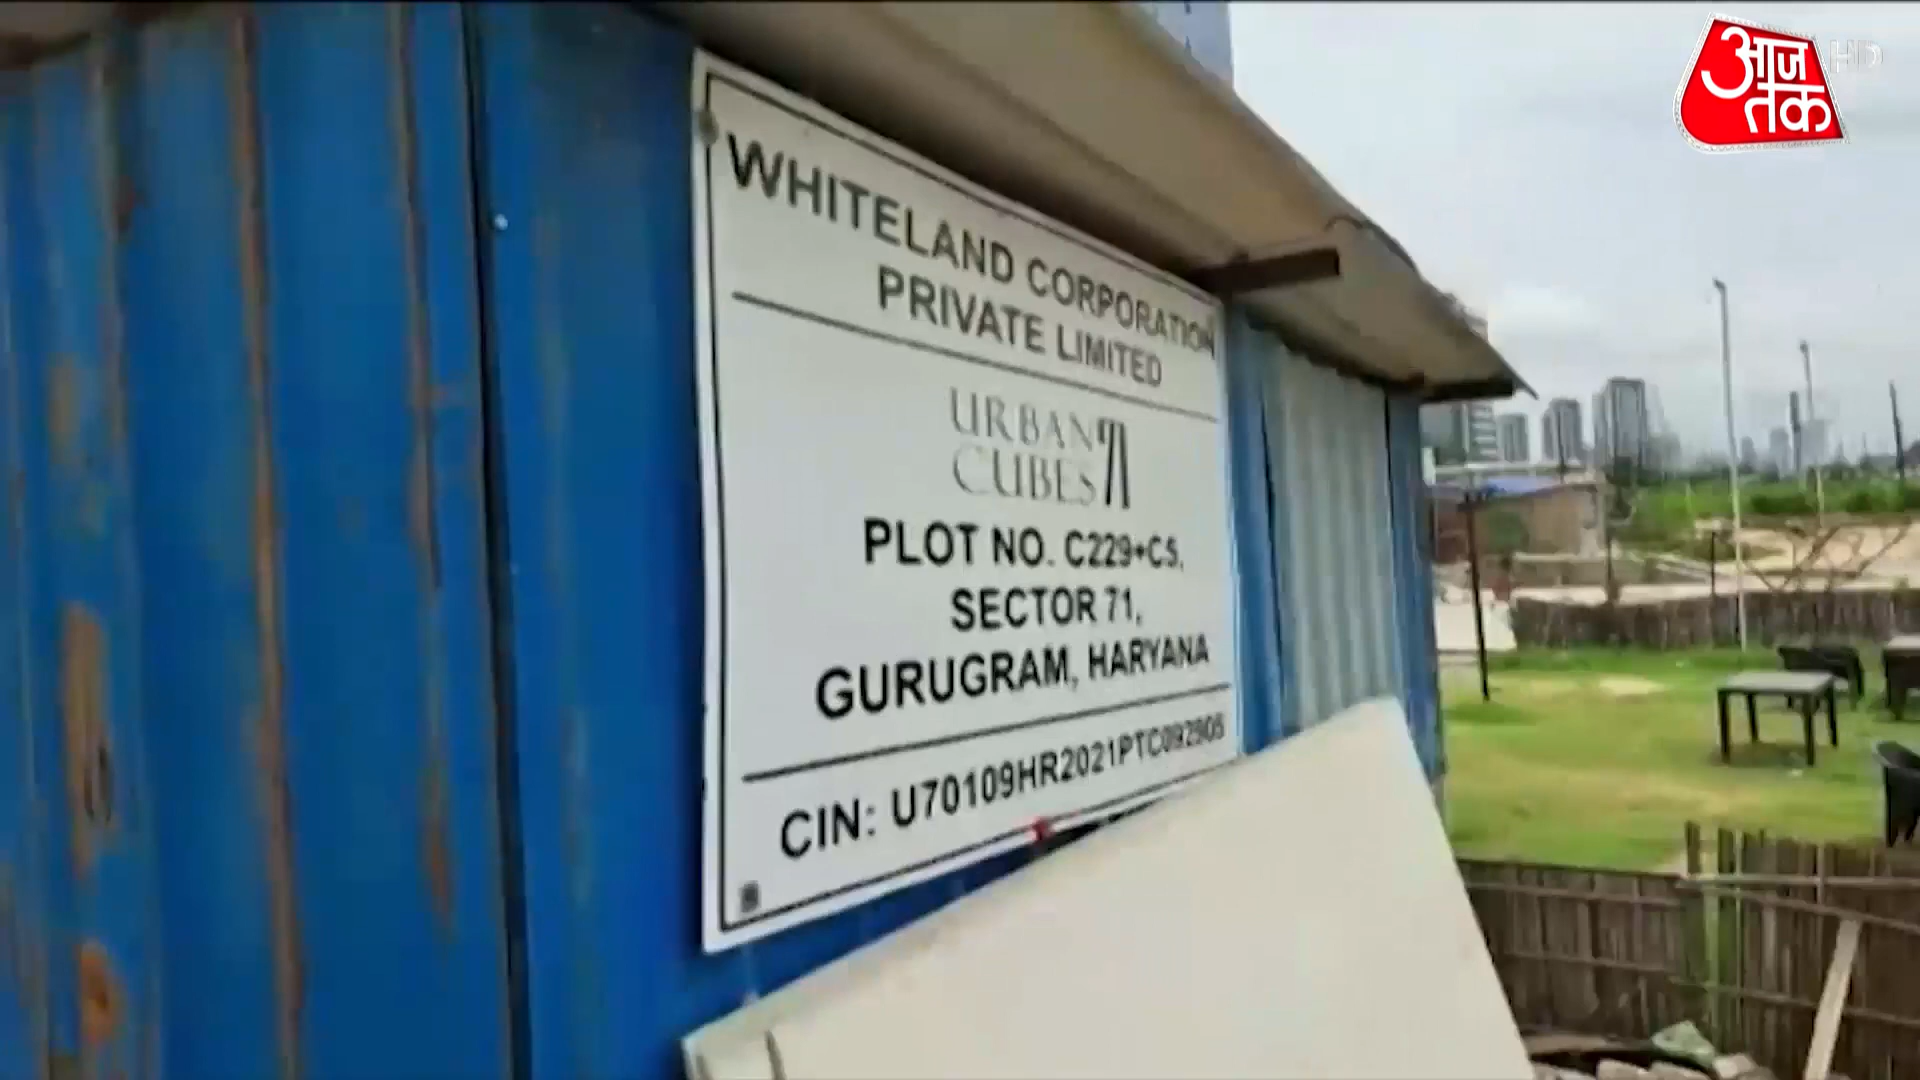 आज तक HD
WHITELAND CORPORATION
PRIVATE LIMITED
URBAN 71
CUBES
PLOT NO. C229+C5,
SECTOR 71,
GURUGRAM, HARYANA
CIN: U70109HR2021PTC092905